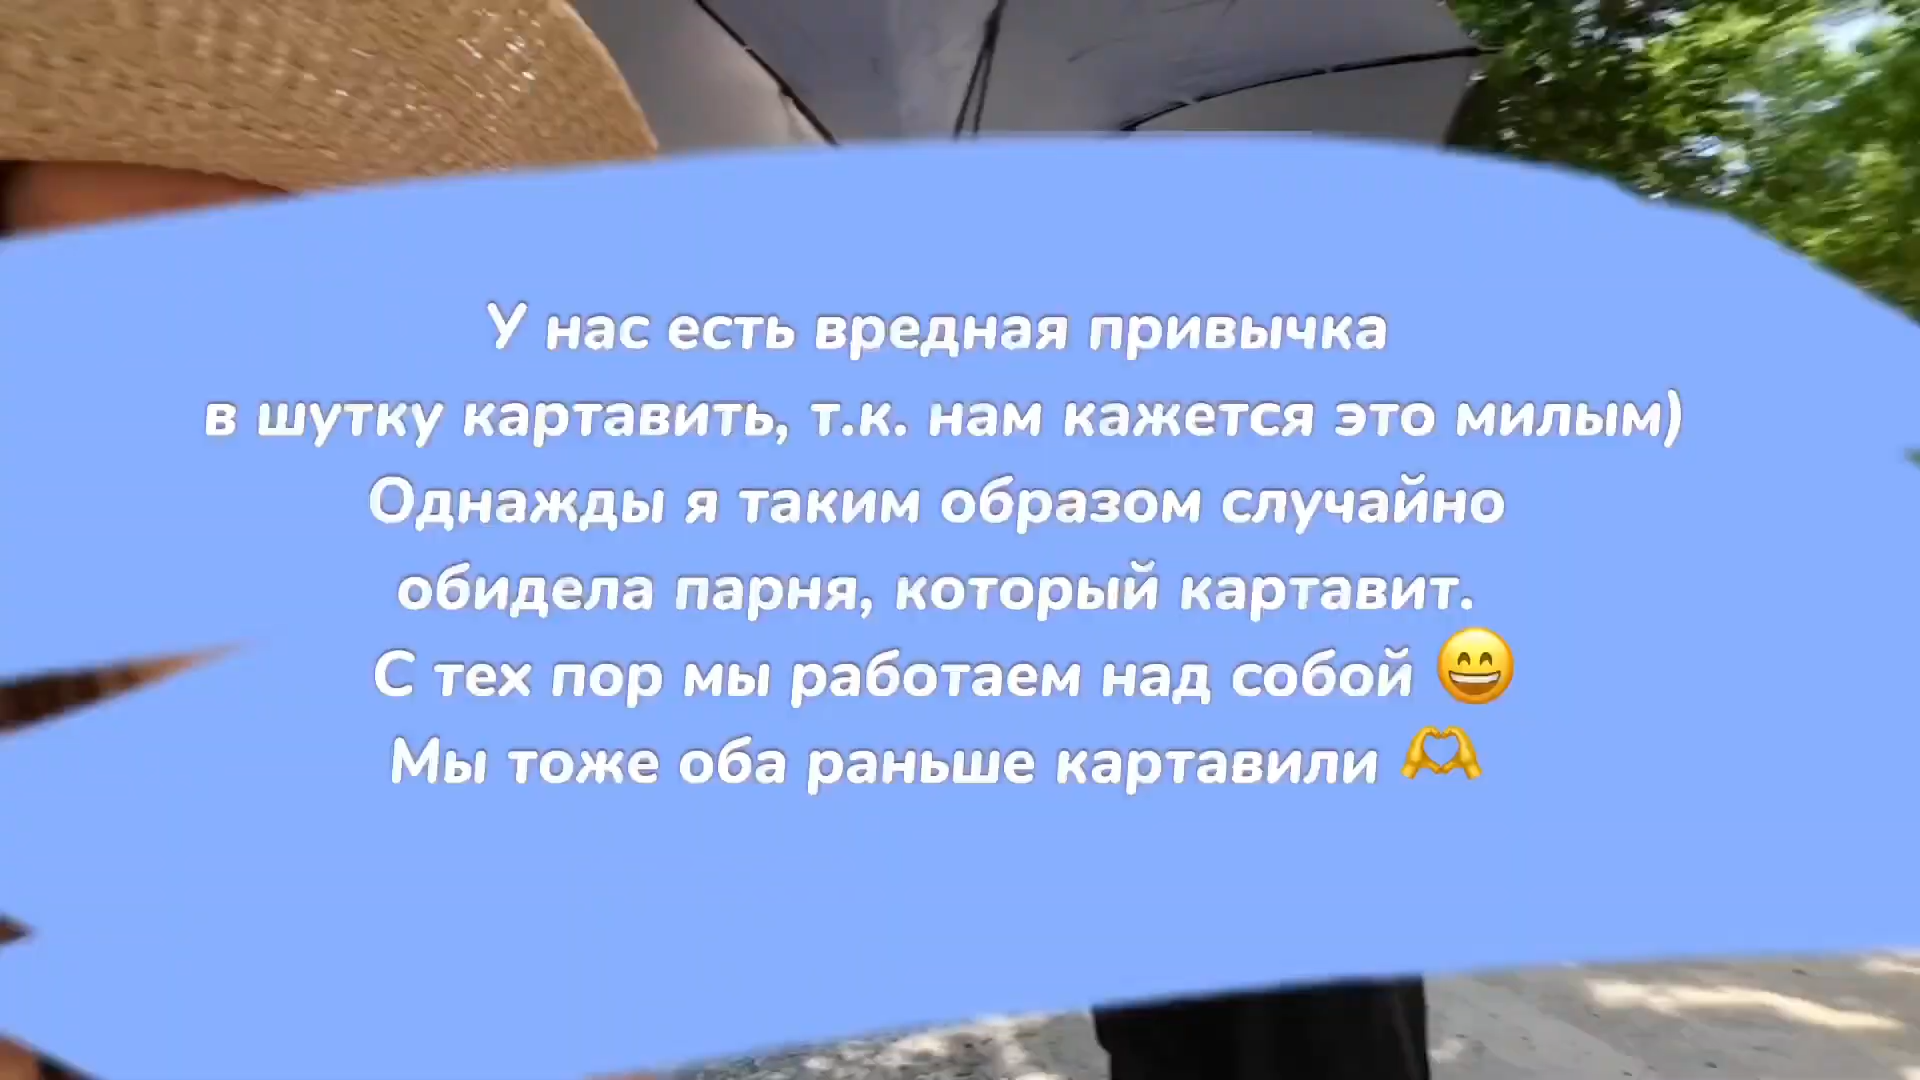 У нас есть вредная привычка
в шутку картавить, т.к. нам кажется это милым)
Однажды я таким образом случайно
обидела парня, который картавит.
С тех пор мы работаем над собой 😄
Мы тоже оба раньше картавили 🫶